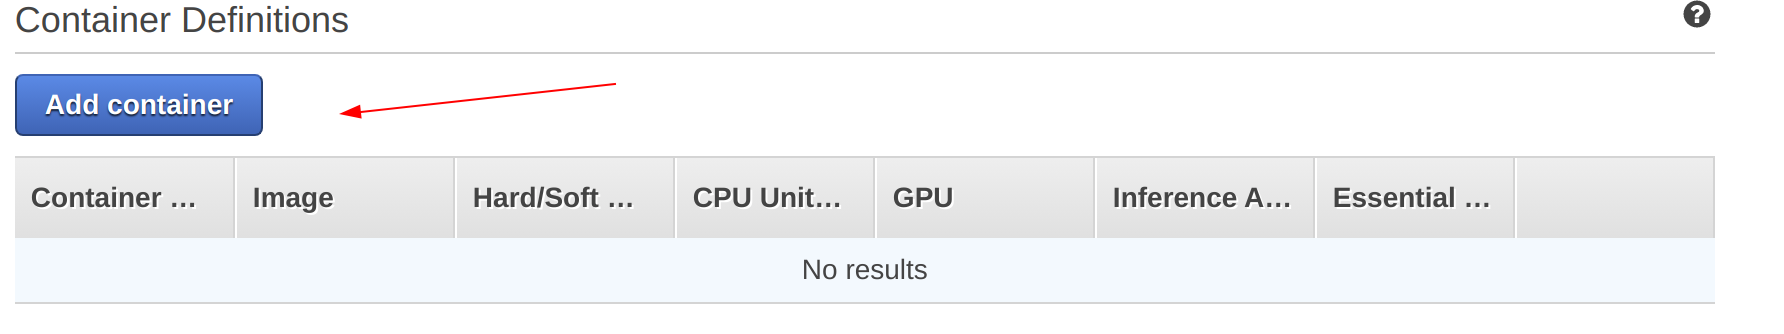 Container Definitions
Add container
Container ... Image Hard/Soft ... CPU Unit... GPU Inference A... Essential ...
No results